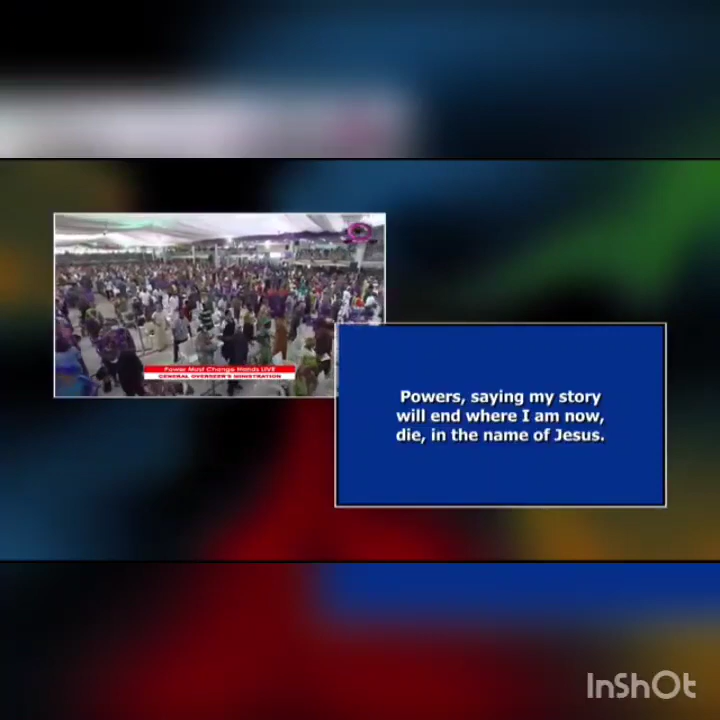 Power Must Change Hands LIVE
GENERAL OVERSEER'S MINISTRATION
Powers, saying my story
will end where I am now,
die, in the name of Jesus.
InShOt